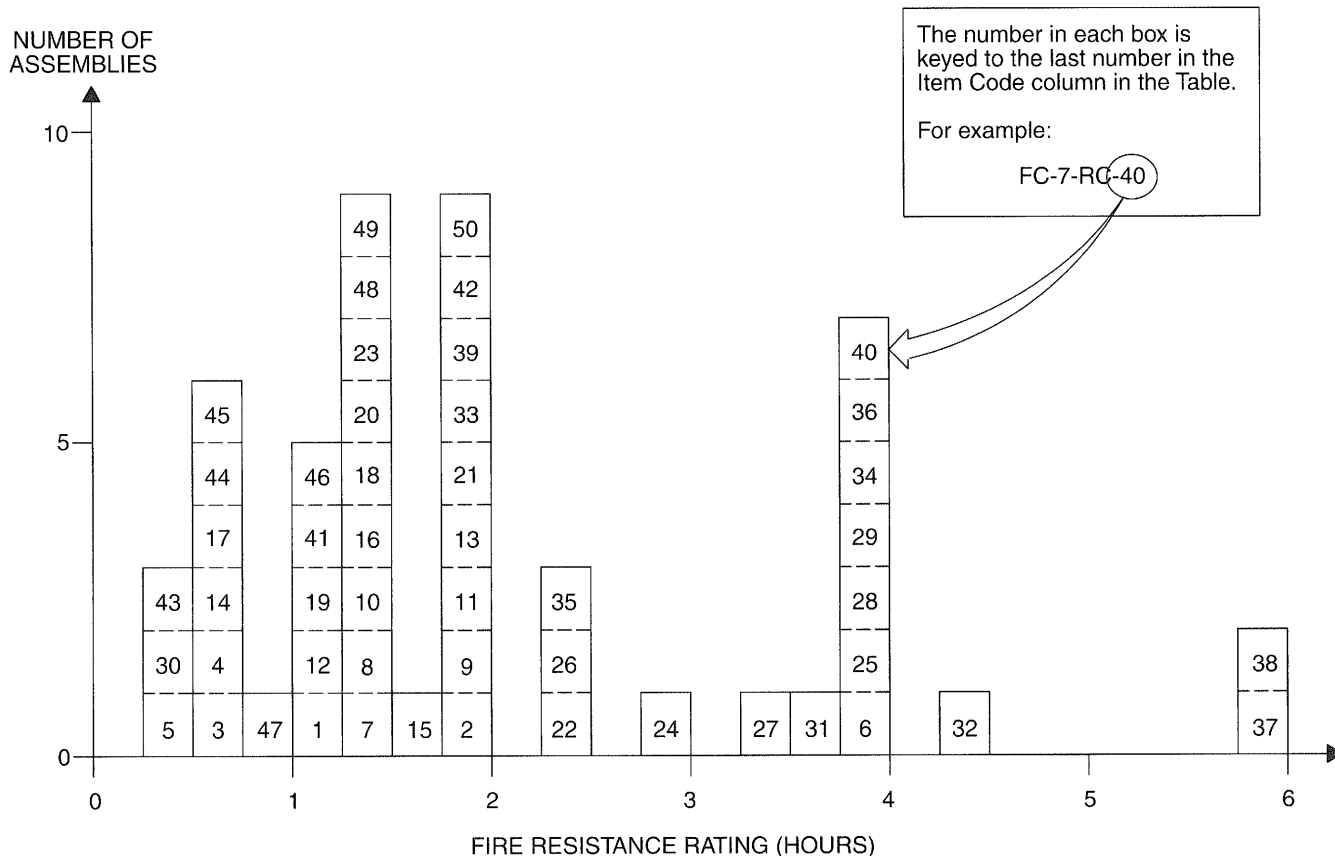 NUMBER OF
ASSEMBLIES
The number in each box is
keyed to the last number in the
Item Code column in the Table.
For example:
FC-7-RC-40
10
49 50
48 42
23 39 40
45 20 33 36
5
44 46 18 21 34
17 41 16 13 29
43 14 19 10 11 35 28
30 4 12 8 9 26 25 38
5 3 47 1 7 15 2 22 24 27 31 6 32 37
0
0 1 2 3 4 5 6
FIRE RESISTANCE RATING (HOURS)